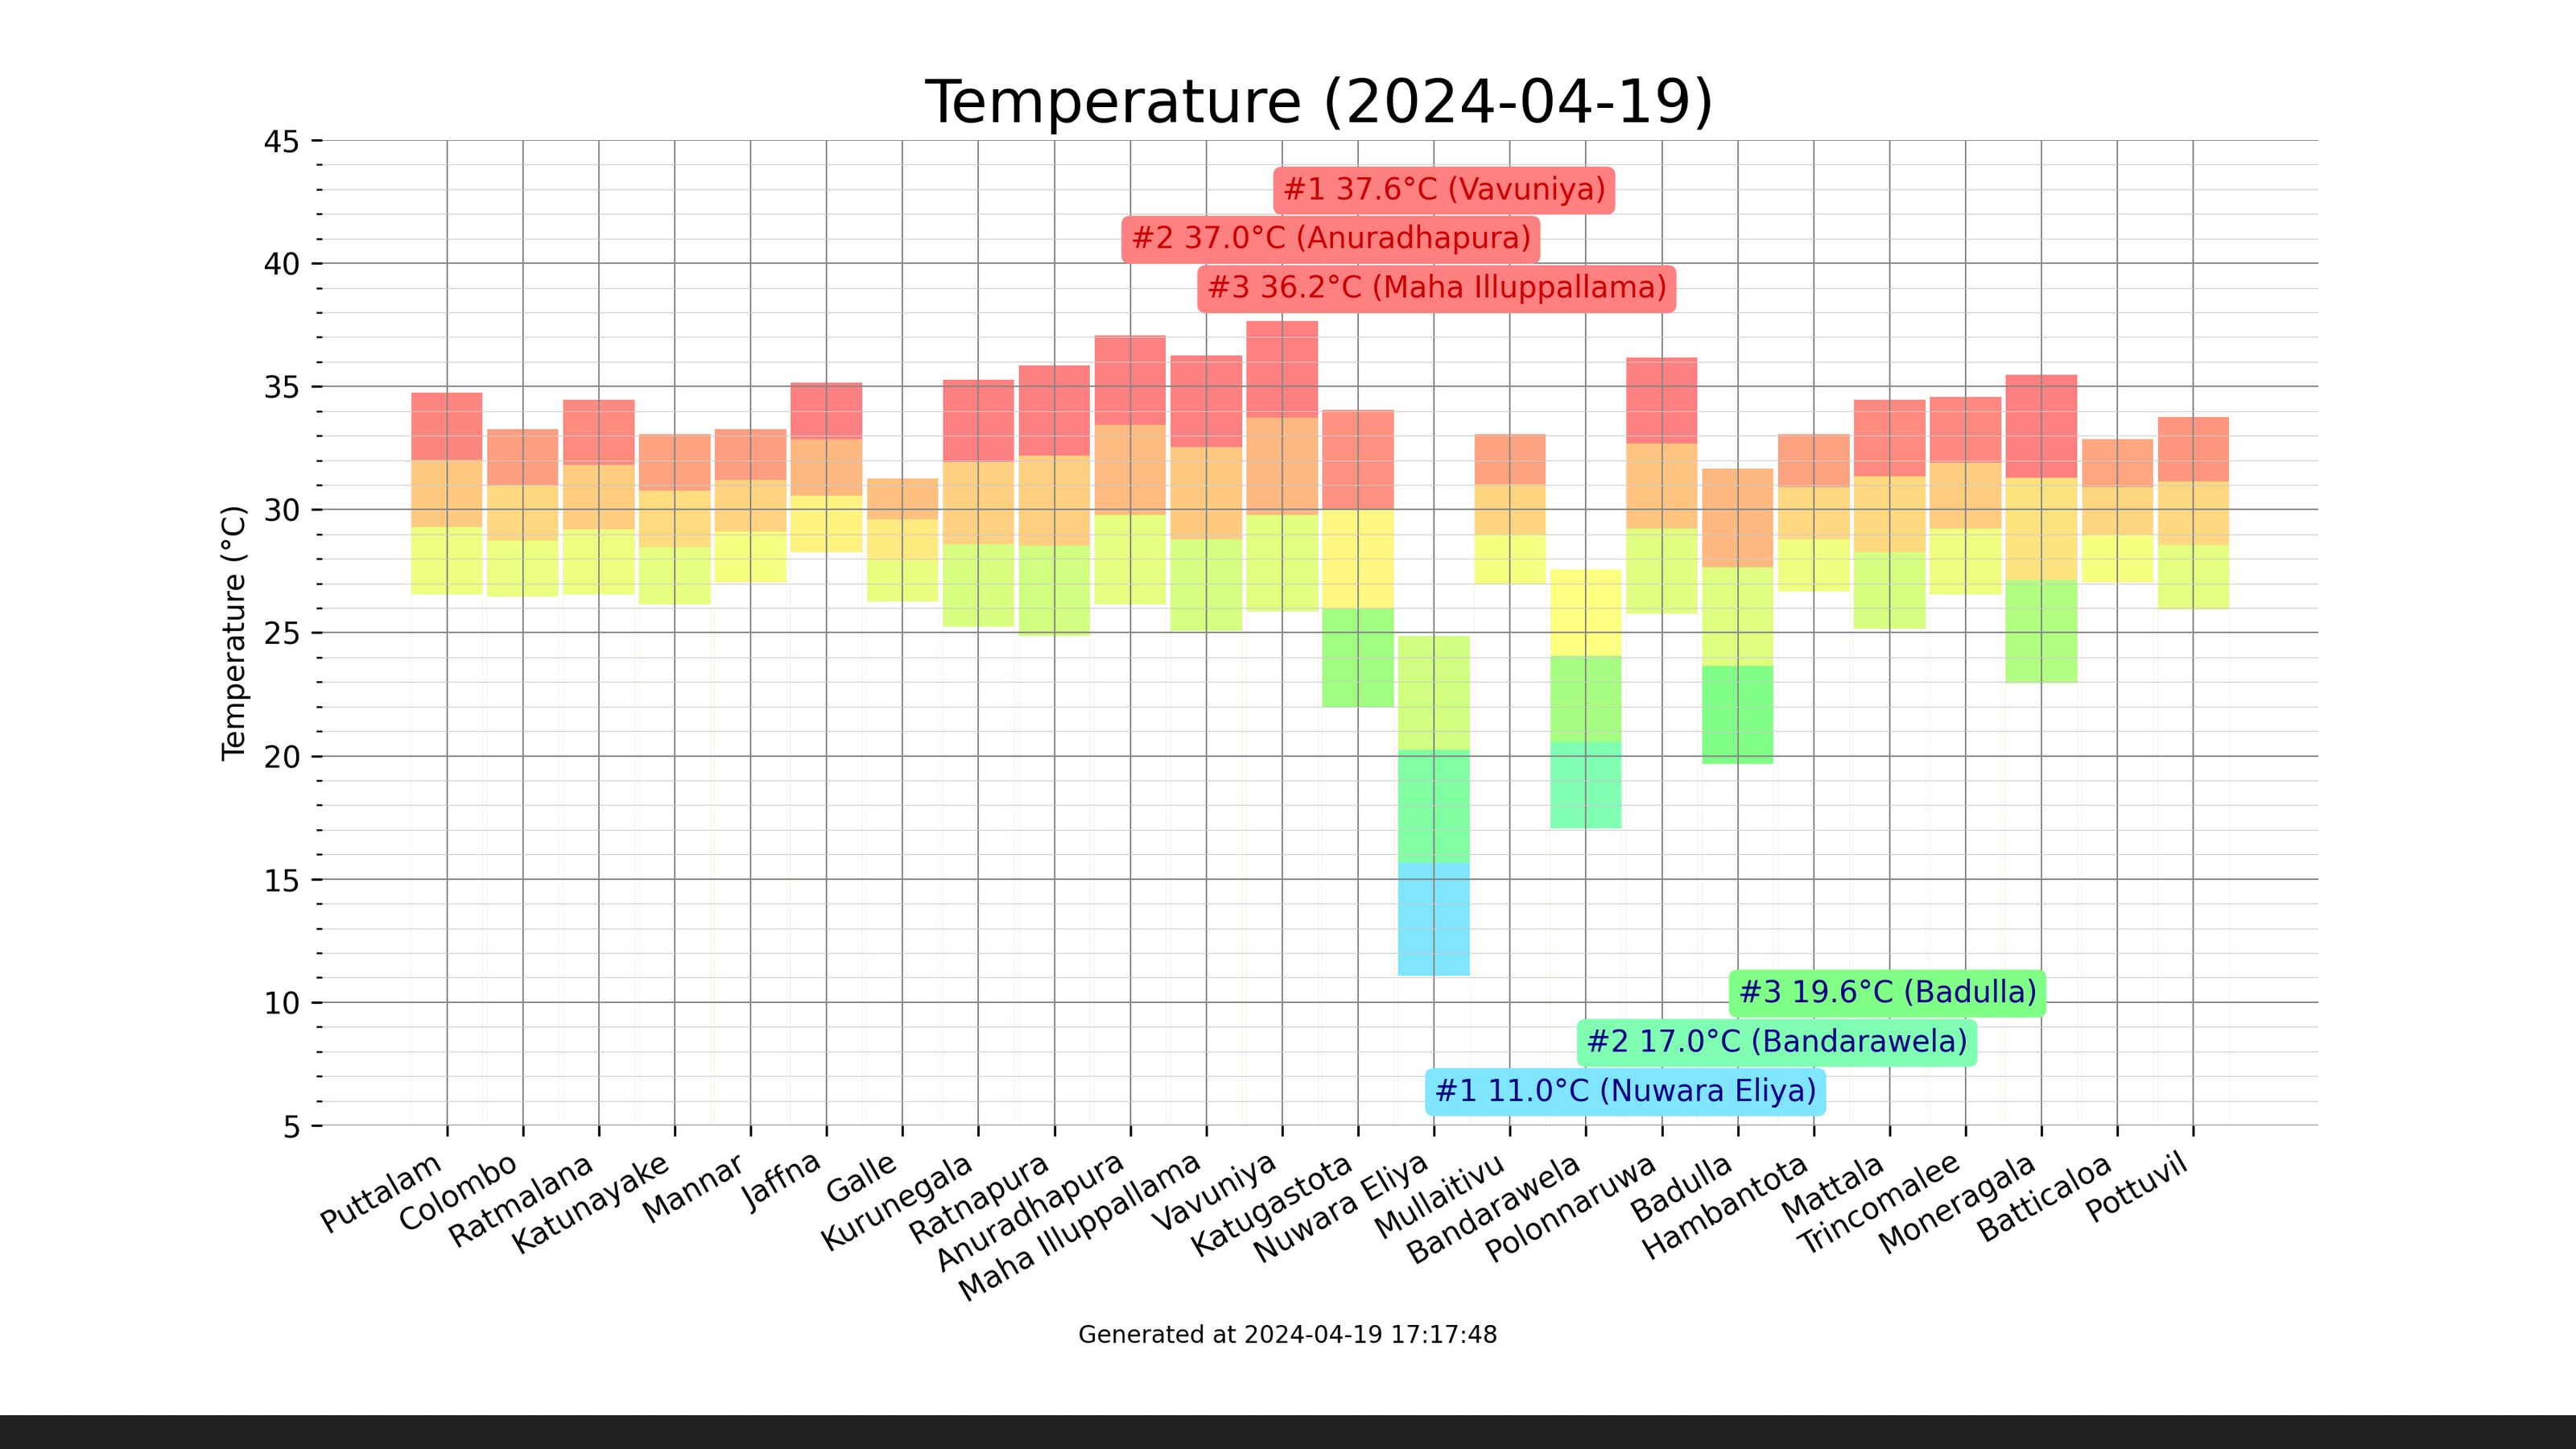 Temperature (2024-04-19)
Temperature (°C)
45
40
35
30
25
20
15
10
5
#1 37.6°C (Vavuniya)
#2 37.0°C (Anuradhapura)
#3 36.2°C (Maha Illuppallama)
#3 19.6°C (Badulla)
#2 17.0°C (Bandarawela)
#1 11.0°C (Nuwara Eliya)
Puttalam
Colombo
Ratmalana
Katunayake
Mannar
Jaffna
Galle
Kurunegala
Ratnapura
Anuradhapura
Maha Illuppallama
Vavuniya
Katugastota
Nuwara Eliya
Mullaitivu
Bandarawela
Polonnaruwa
Badulla
Hambantota
Mattala
Trincomalee
Moneragala
Batticaloa
Pottuvil
Generated at 2024-04-19 17:17:48